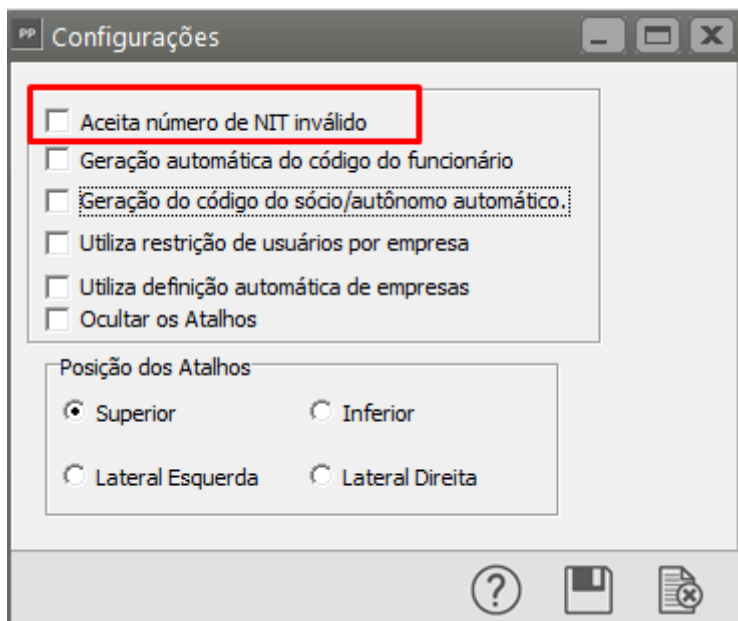 PP Configurações
Aceita número de NIT inválido
Geração automática do código do funcionário
Geração do código do sócio/autônomo automático.
Utiliza restrição de usuários por empresa
Utiliza definição automática de empresas
Ocultar os Atalhos
Posição dos Atalhos
Superior Inferior
Lateral Esquerda Lateral Direita
?